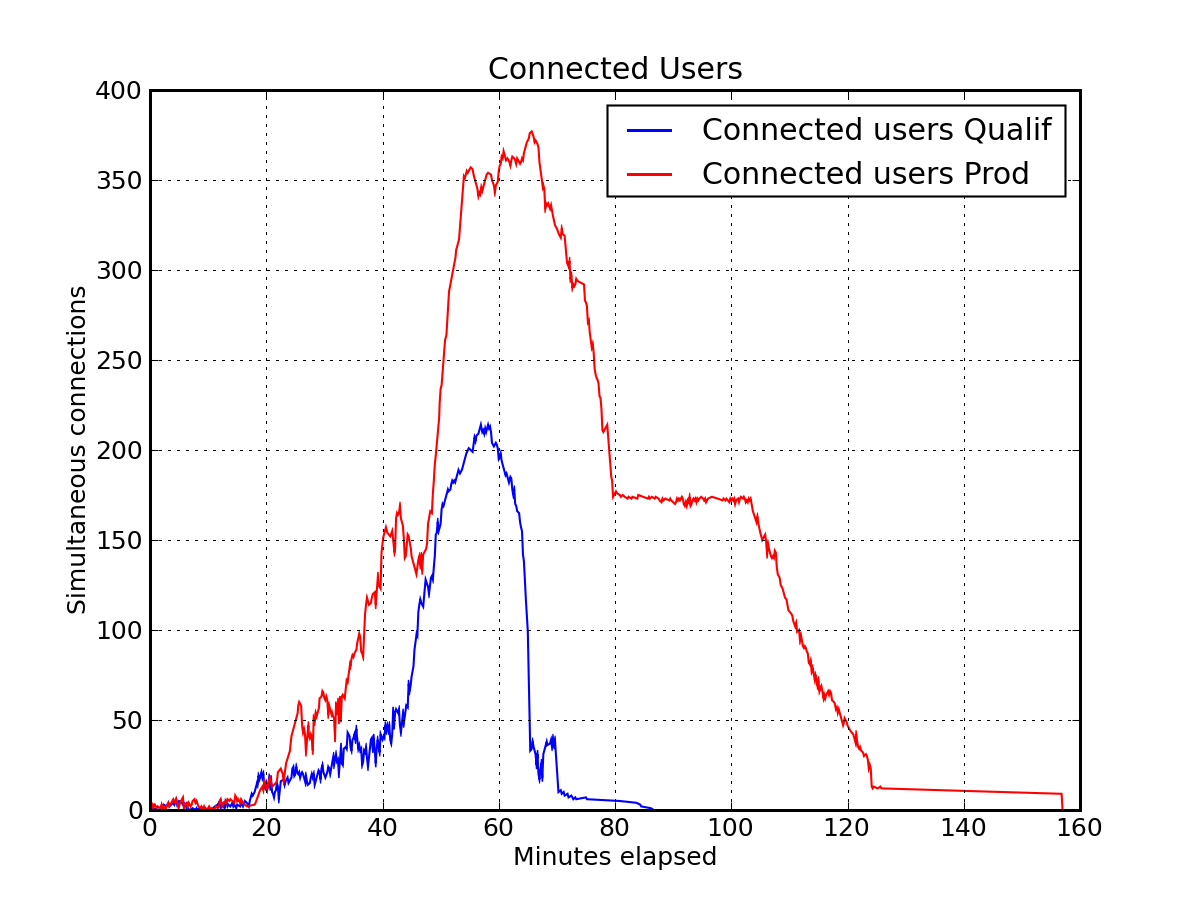 Connected Users
Connected users Qualif
Connected users Prod
Simultaneous connections
400
350
300
250
200
150
100
50
0
0 20 40 60 80 100 120 140 160
Minutes elapsed